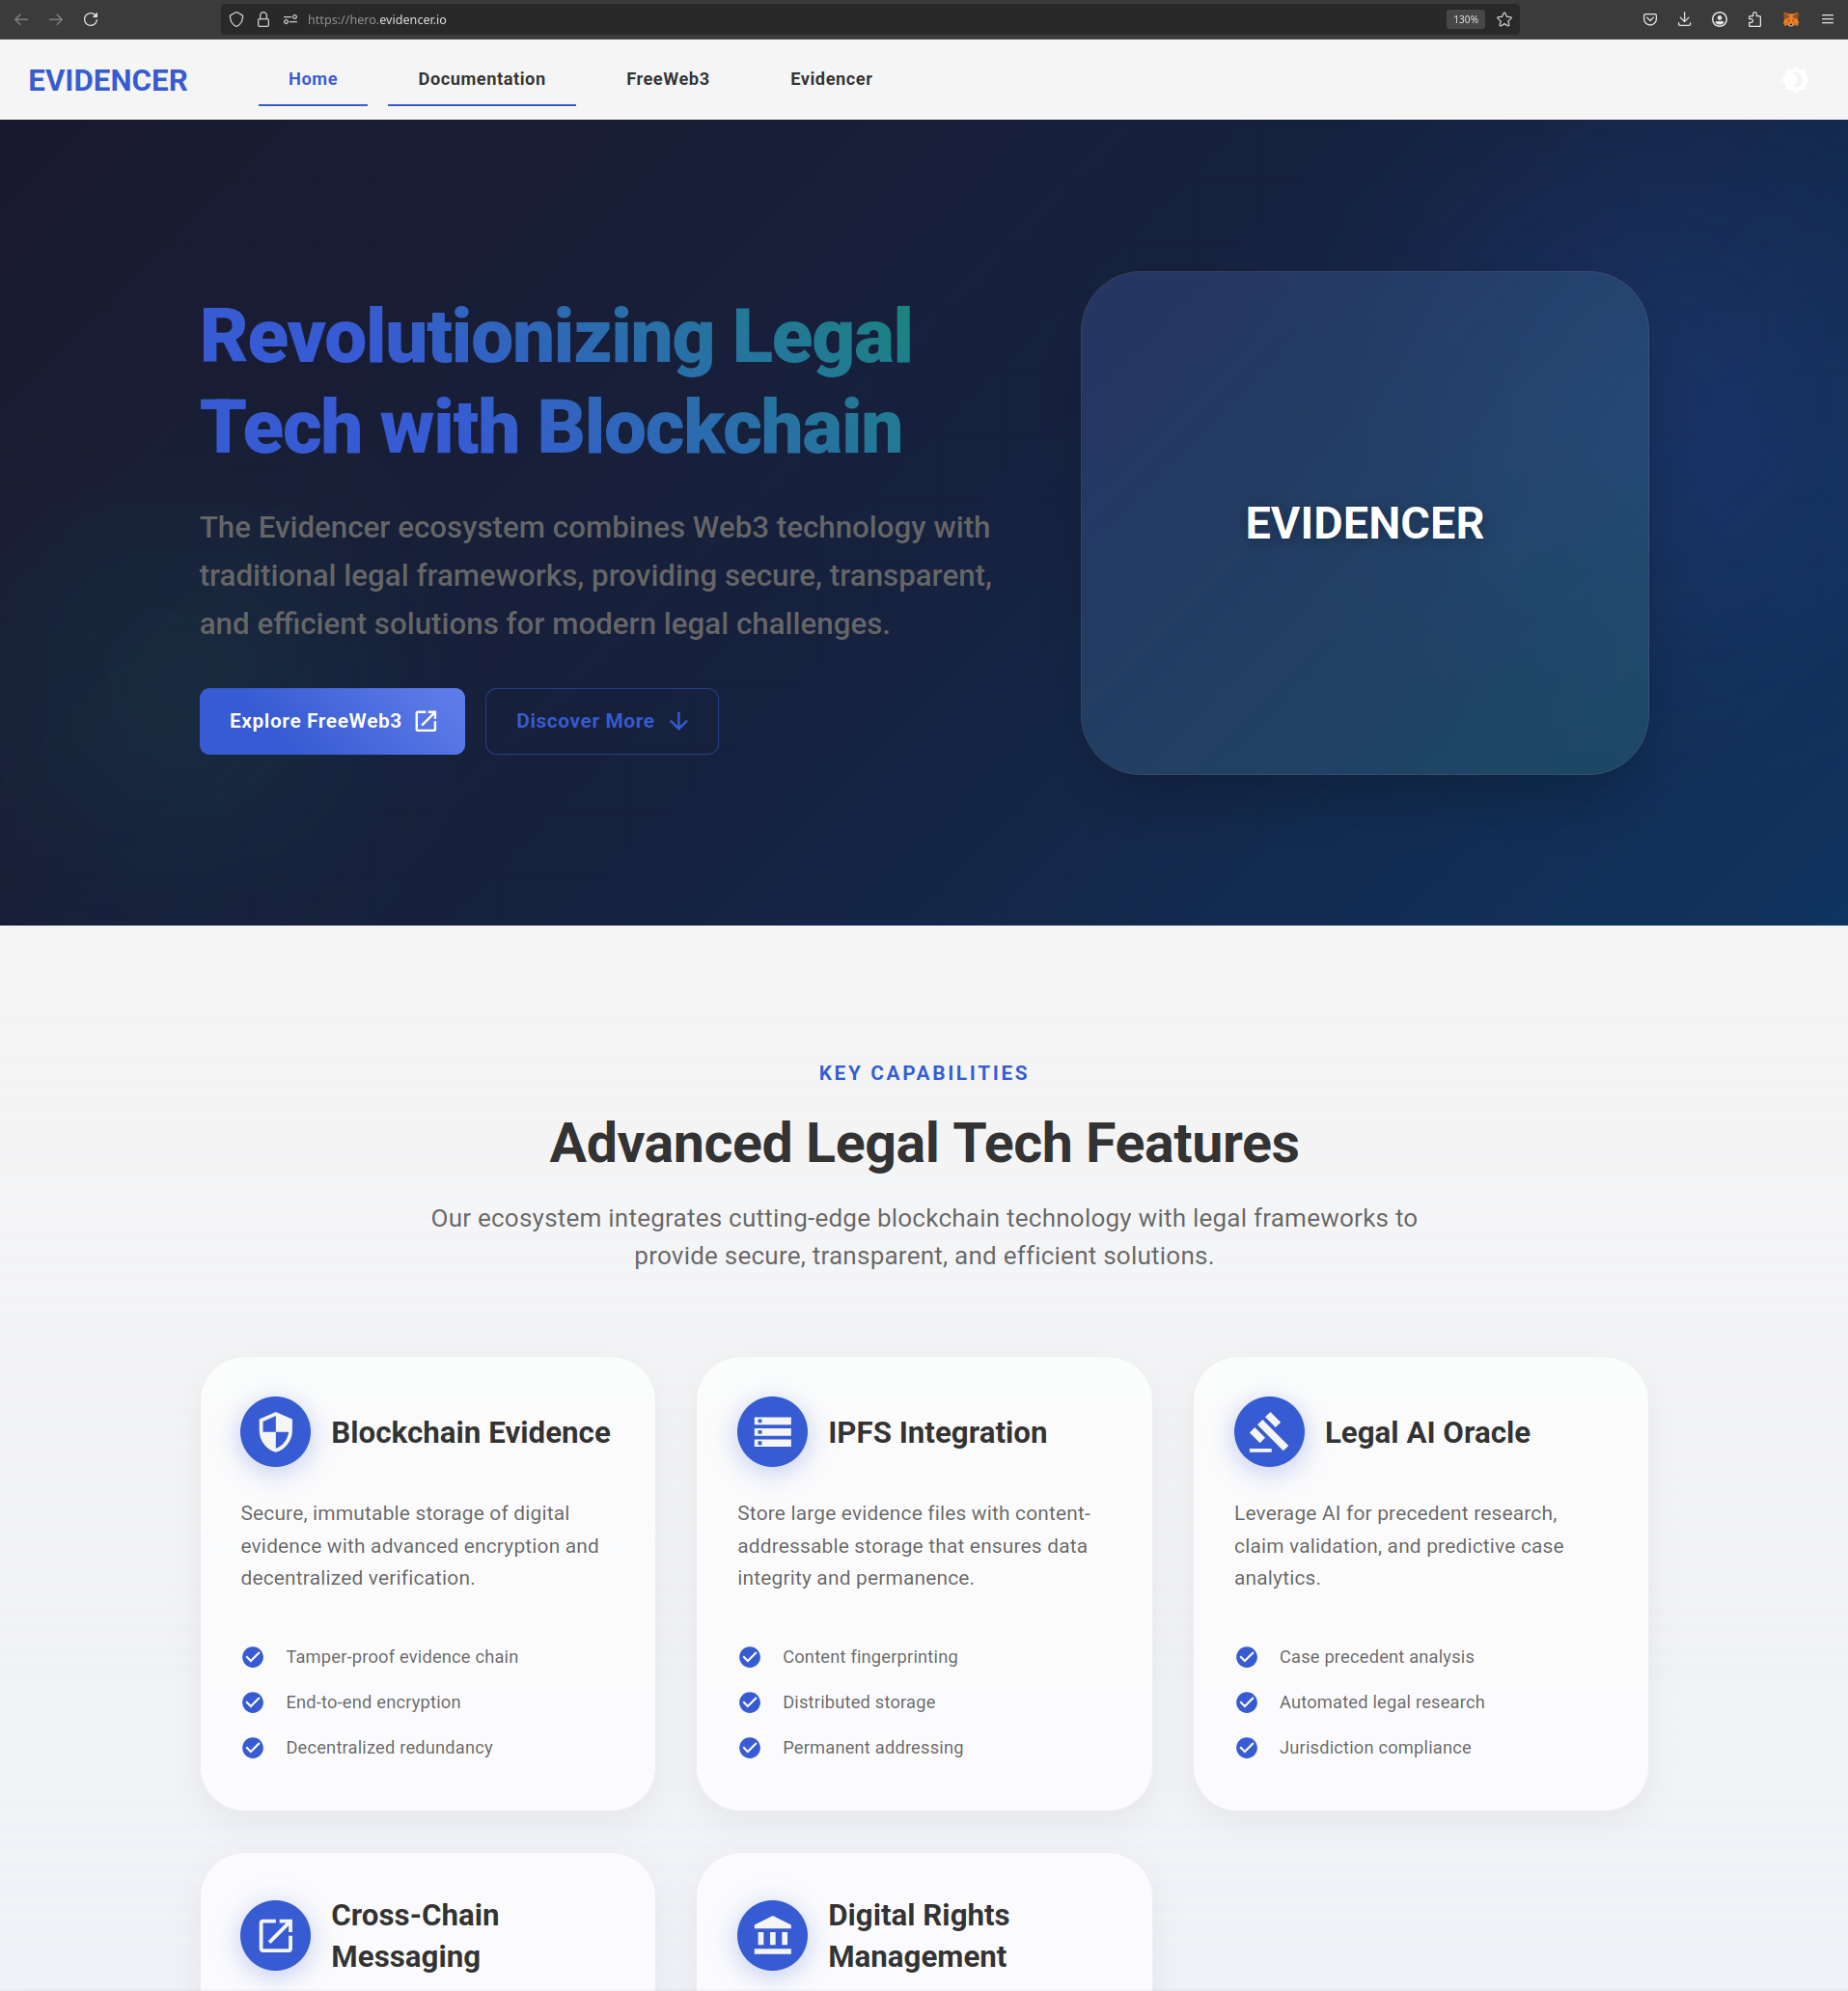 https://hero.evidencer.io
130%
EVIDENCER
Home
Documentation
FreeWeb3
Evidencer
Revolutionizing Legal
Tech with Blockchain
The Evidencer ecosystem combines Web3 technology with
traditional legal frameworks, providing secure, transparent,
and efficient solutions for modern legal challenges.
Explore FreeWeb3
Discover More
EVIDENCER
KEY CAPABILITIES
Advanced Legal Tech Features
Our ecosystem integrates cutting-edge blockchain technology with legal frameworks to
provide secure, transparent, and efficient solutions.
Blockchain Evidence
Secure, immutable storage of digital
evidence with advanced encryption and
decentralized verification.
Tamper-proof evidence chain
End-to-end encryption
Decentralized redundancy
IPFS Integration
Store large evidence files with content-
addressable storage that ensures data
integrity and permanence.
Content fingerprinting
Distributed storage
Permanent addressing
Legal AI Oracle
Leverage AI for precedent research,
claim validation, and predictive case
analytics.
Case precedent analysis
Automated legal research
Jurisdiction compliance
Cross-Chain
Messaging
Digital Rights
Management